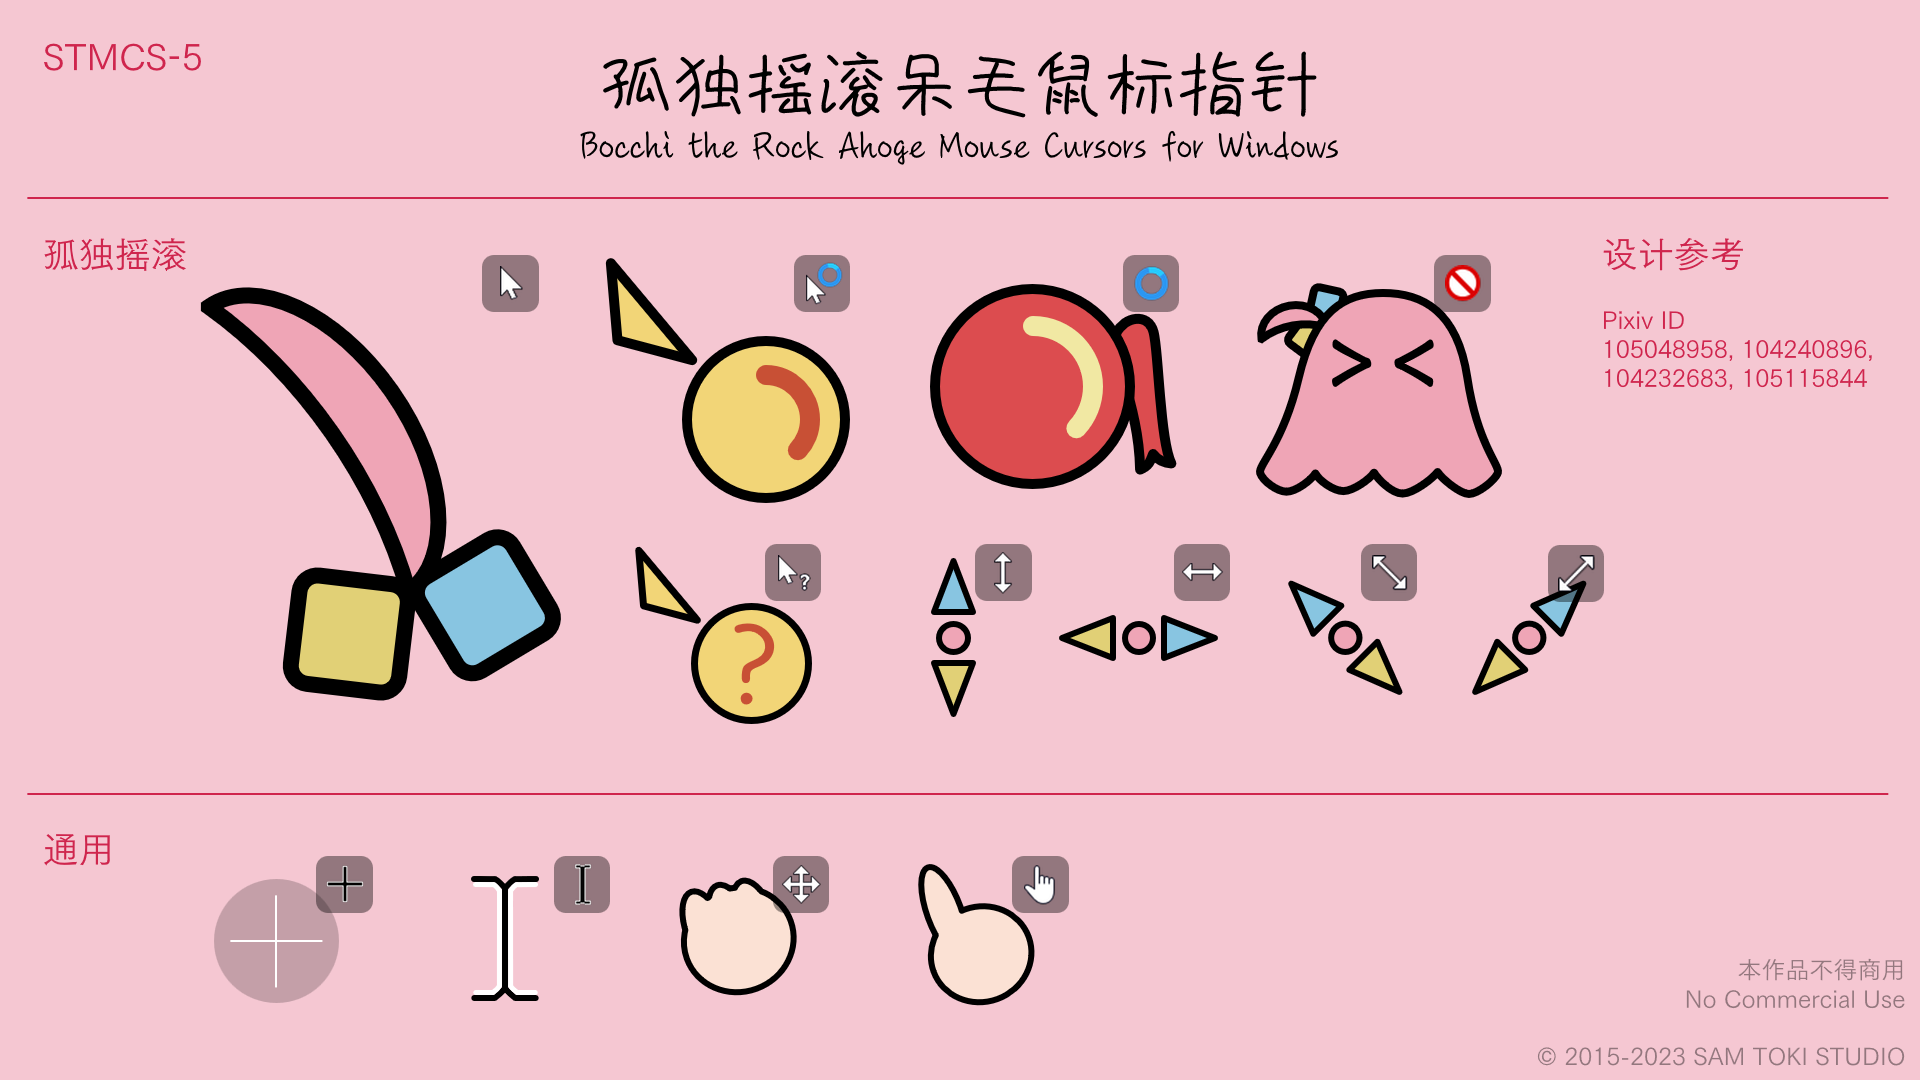 STMCS-5
孤独摇滚呆毛鼠标指针
Bocchi the Rock Ahoge Mouse Cursors for Windows
孤独摇滚
设计参考
Pixiv ID
105048958, 104240896,
104232683, 105115844
?
?
通用
本作品不得商用
No Commercial Use
© 2015-2023 SAM TOKI STUDIO